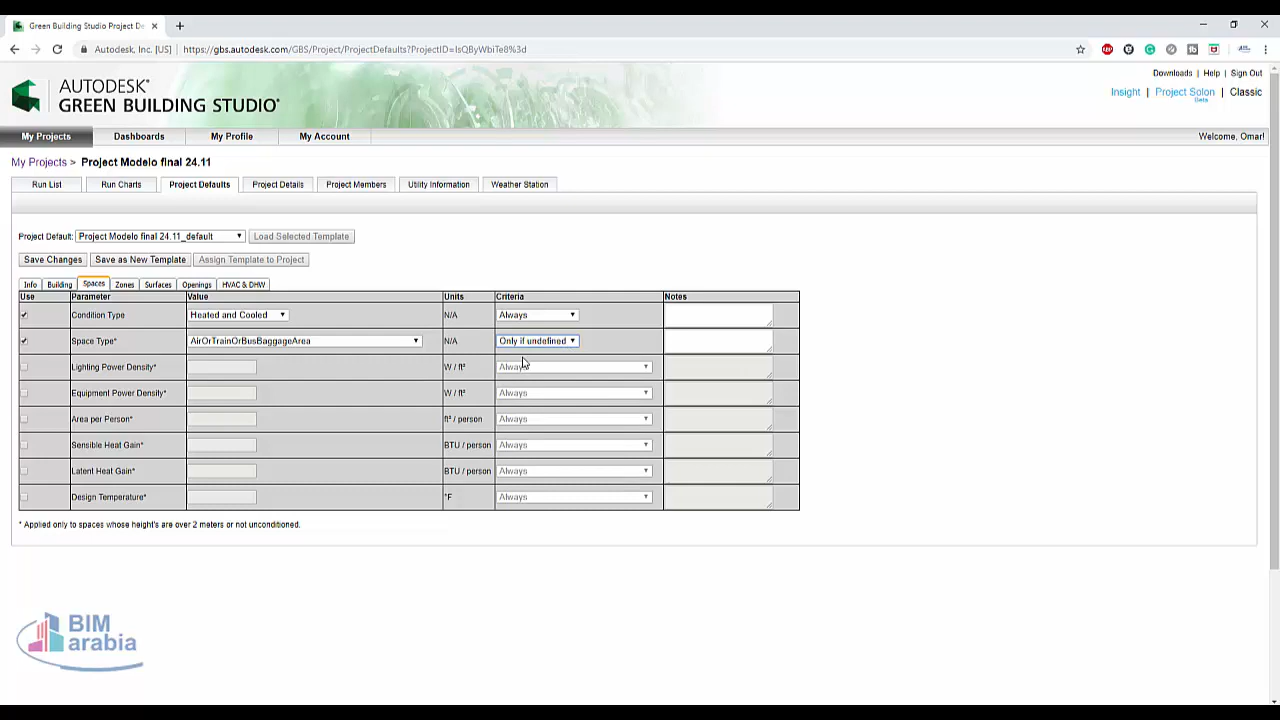 Green Building Studio Project De
Autodesk, Inc. [US] https://gbs.autodesk.com/GBS/Project/ProjectDefaults?ProjectID=IsQByWbiTe8%3d
Downloads | Help | Sign Out
AUTODESK®
GREEN BUILDING STUDIO®
Insight | Project Solon Beta | Classic
My Projects Dashboards My Profile My Account Welcome, Omar!
My Projects > Project Modelo final 24.11
Run List Run Charts Project Defaults Project Details Project Members Utility Information Weather Station
Project Default: Project Modelo final 24.11_default Load Selected Template
Save Changes Save as New Template Assign Template to Project
Info Building Spaces Zones Surfaces Openings HVAC & DHW
Use Parameter Value Units Criteria Notes
Condition Type Heated and Cooled N/A Always
Space Type* AirOrTrainOrBusBaggageArea N/A Only if undefined
Lighting Power Density* W / ft² Always
Equipment Power Density* W / ft² Always
Area per Person* ft² / person Always
Sensible Heat Gain* BTU / person Always
Latent Heat Gain* BTU / person Always
Design Temperature* °F Always
* Applied only to spaces whose height's are over 2 meters or not unconditioned.
BIM
arabia